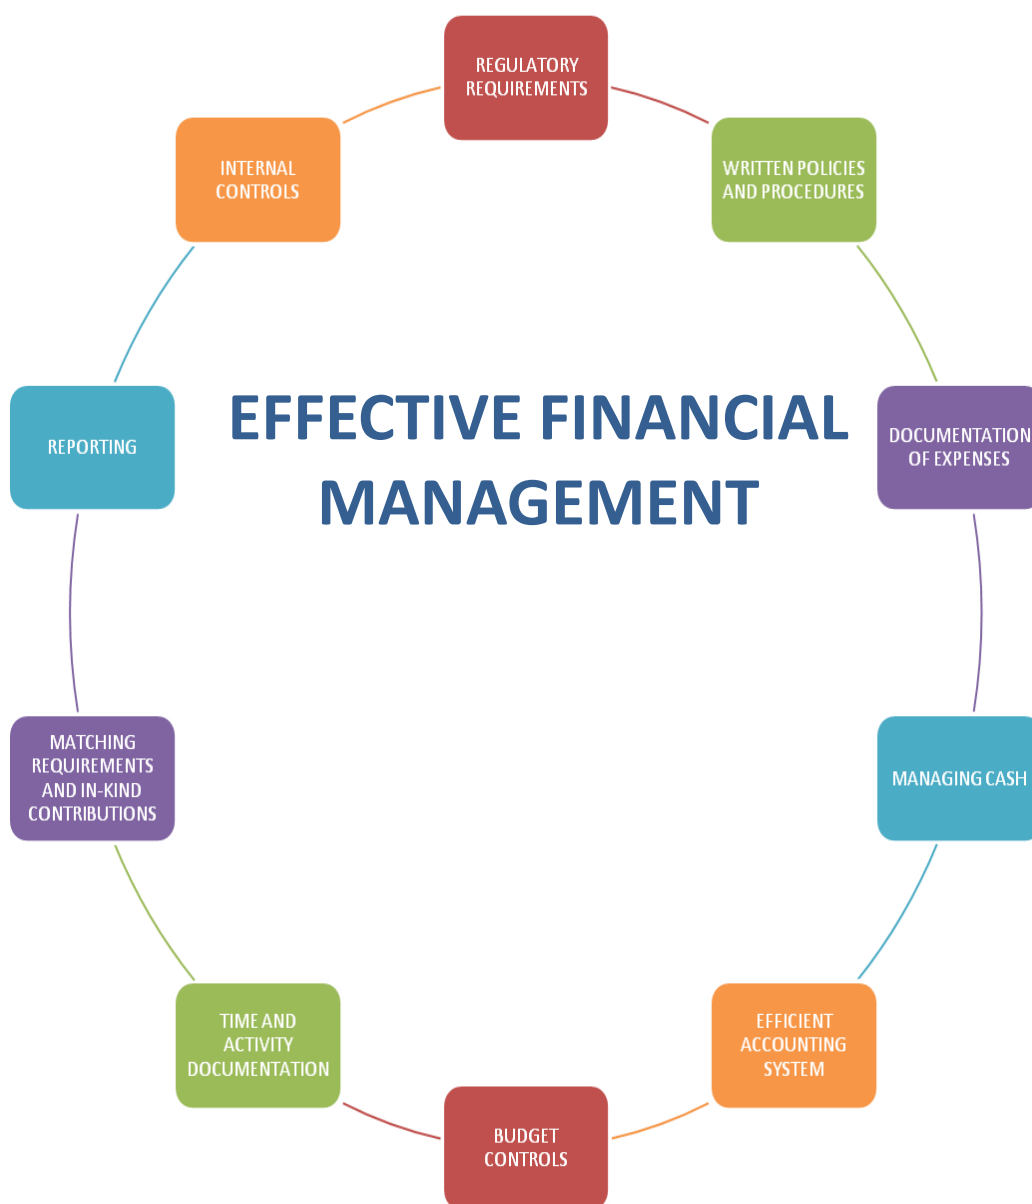 REGULATORY
REQUIREMENTS
WRITTEN POLICIES
AND PROCEDURES
DOCUMENTATION
OF EXPENSES
MANAGING CASH
EFFICIENT
ACCOUNTING
SYSTEM
BUDGET
CONTROLS
TIME AND
ACTIVITY
DOCUMENTATION
MATCHING
REQUIREMENTS
AND IN-KIND
CONTRIBUTIONS
REPORTING
INTERNAL
CONTROLS
EFFECTIVE FINANCIAL
MANAGEMENT